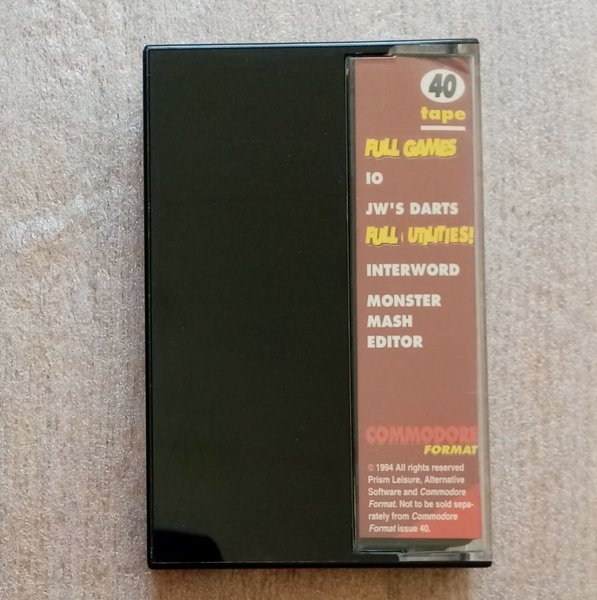 40
tape
FULL GAMES
IO
JW'S DARTS
FULL UTILITIES!
INTERWORD
MONSTER
MASH
EDITOR
COMMODORE
FORMAT
© 1994 All rights reserved
Prism Leisure, Alternative
Software and Commodore
Format. Not to be sold sepa-
rately from Commodore
Format issue 40.